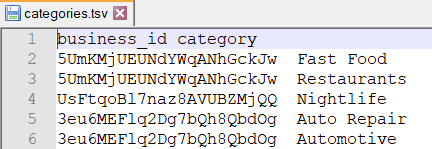 categories.tsv
1 business_id category
2 5UmKMjUEUNdYWqANhGckJw Fast Food
3 5UmKMjUEUNdYWqANhGckJw Restaurants
4 UsFtqoBl7naz8AVUBZMjQQ Nightlife
5 3eu6MEFlq2Dg7bQh8QbdOg Auto Repair
6 3eu6MEFlq2Dg7bQh8QbdOg Automotive